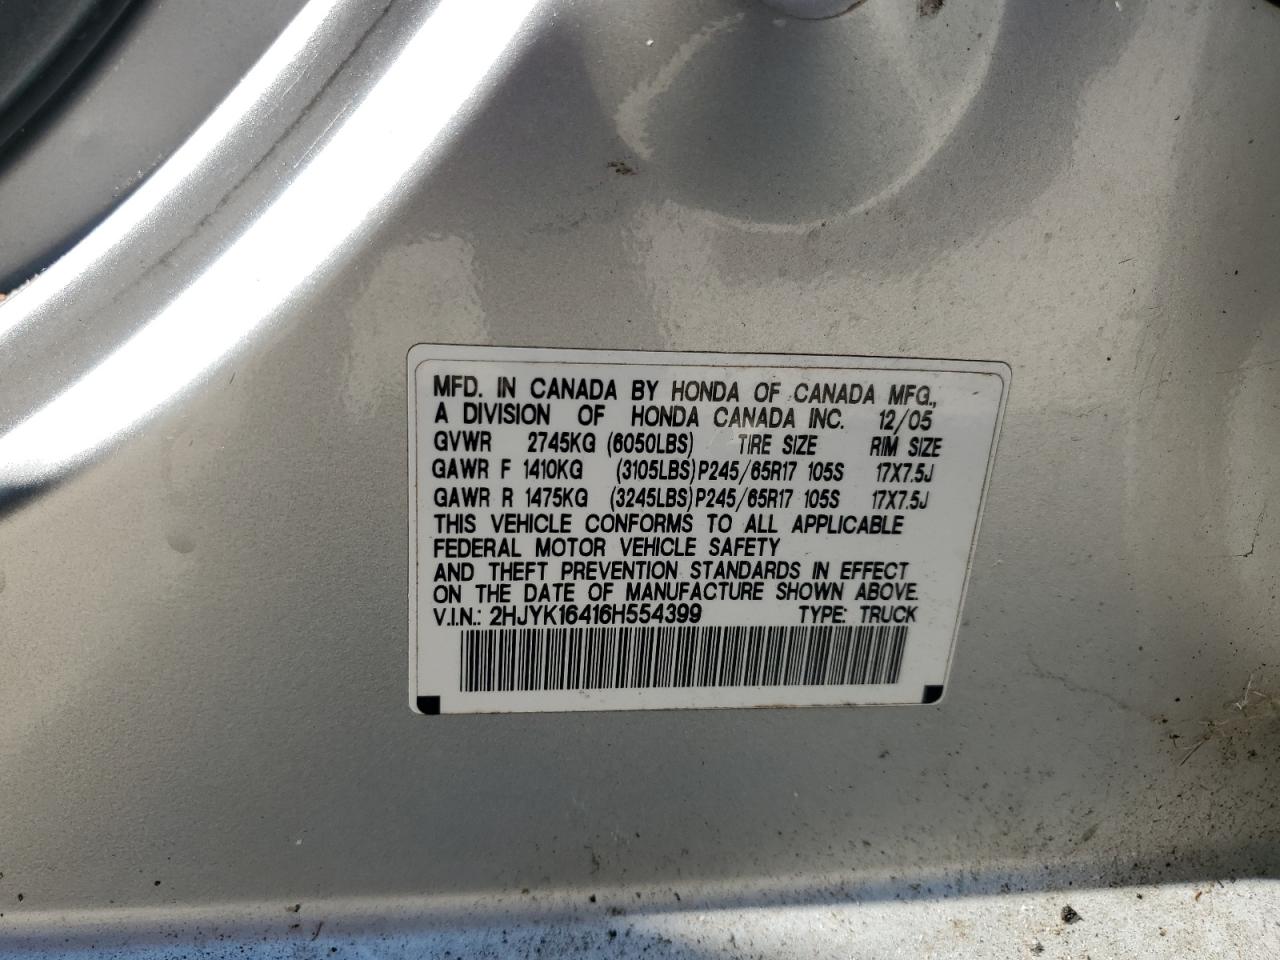 MFD. IN CANADA BY HONDA OF CANADA MFG.,
A DIVISION OF HONDA CANADA INC. 12/05
GVWR 2745KG (6050LBS) TIRE SIZE RIM SIZE
GAWR F 1410KG (3105LBS) P245/65R17 105S 17X7.5J
GAWR R 1475KG (3245LBS) P245/65R17 105S 17X7.5J
THIS VEHICLE CONFORMS TO ALL APPLICABLE
FEDERAL MOTOR VEHICLE SAFETY
AND THEFT PREVENTION STANDARDS IN EFFECT
ON THE DATE OF MANUFACTURE SHOWN ABOVE.
V.I.N.: 2HJYK16416H554399 TYPE: TRUCK